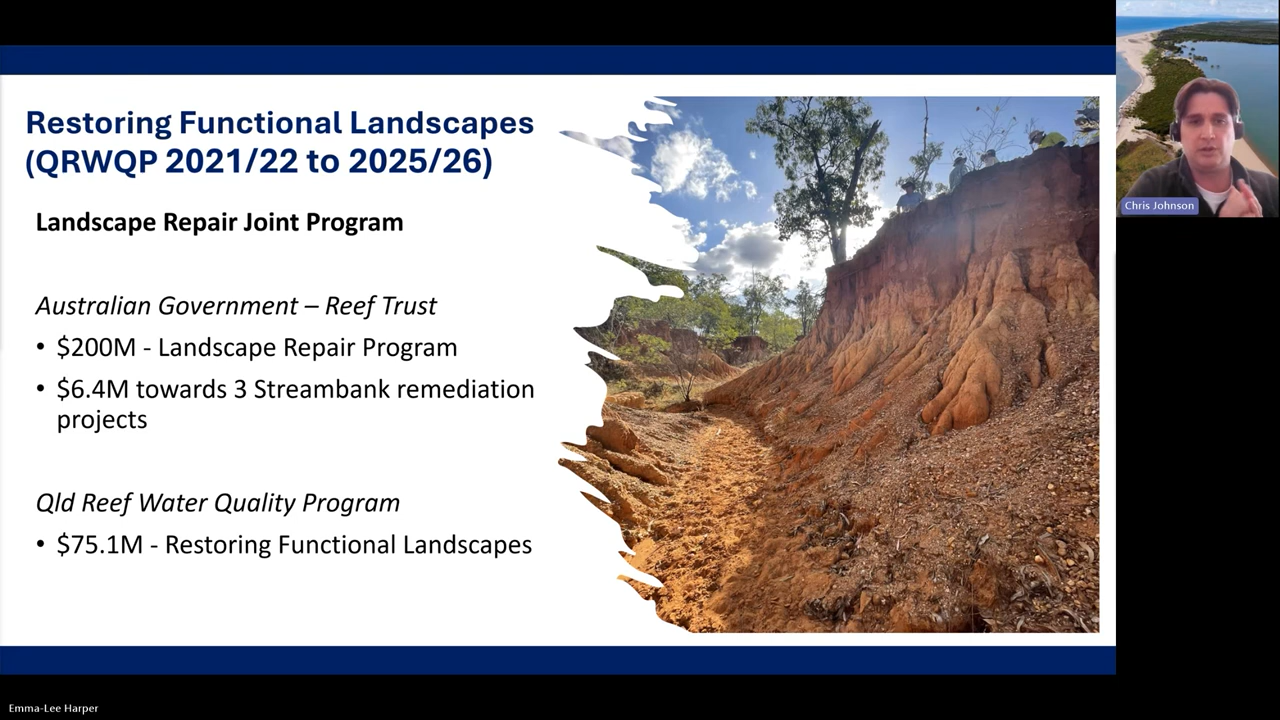 Restoring Functional Landscapes
(QRWQP 2021/22 to 2025/26)
Landscape Repair Joint Program
Australian Government – Reef Trust
• $200M - Landscape Repair Program
• $6.4M towards 3 Streambank remediation
projects
Qld Reef Water Quality Program
• $75.1M - Restoring Functional Landscapes
Chris Johnson
Emma-Lee Harper